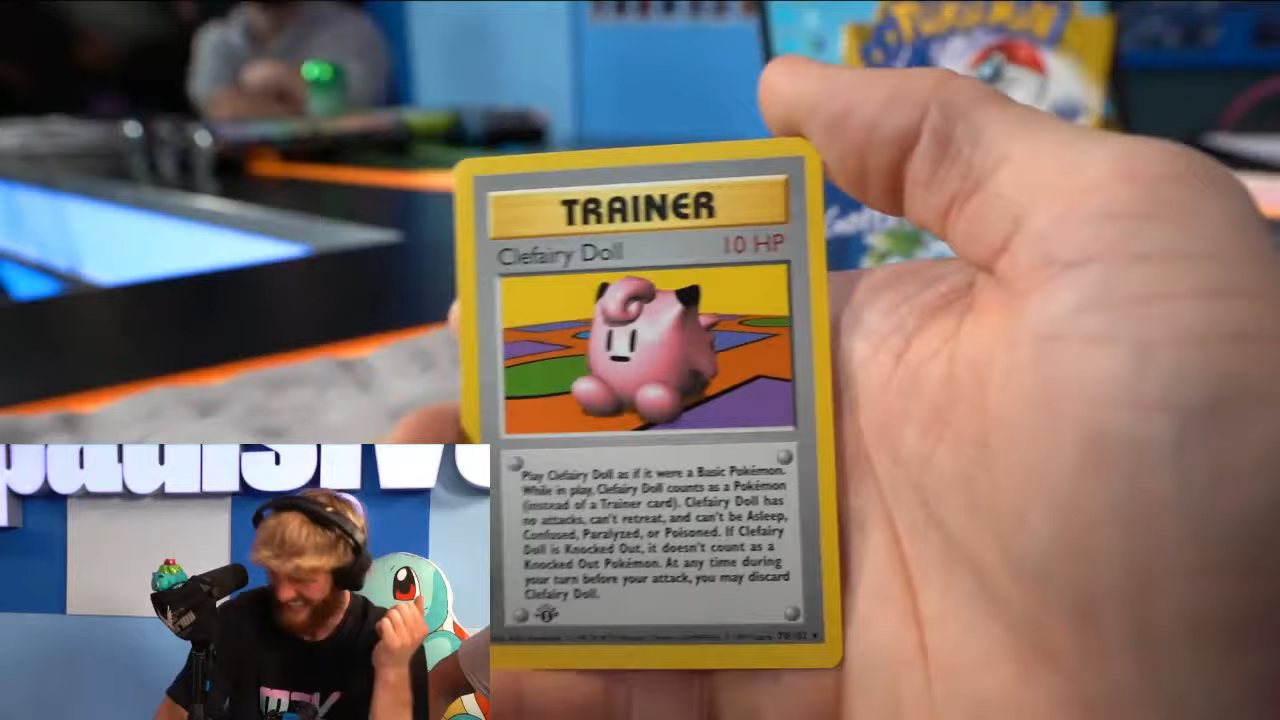 POKÉMON
TRAINER
Clefairy Doll 10 HP
Play Clefairy Doll as if it were a Basic Pokémon.
While in play, Clefairy Doll counts as a Pokémon
(instead of a Trainer card). Clefairy Doll has
no attacks, can't retreat, and can't be Asleep,
Confused, Paralyzed, or Poisoned. If Clefairy
Doll is Knocked Out, it doesn't count as a
Knocked Out Pokémon. At any time during
your turn before your attack, you may discard
Clefairy Doll.
70/102